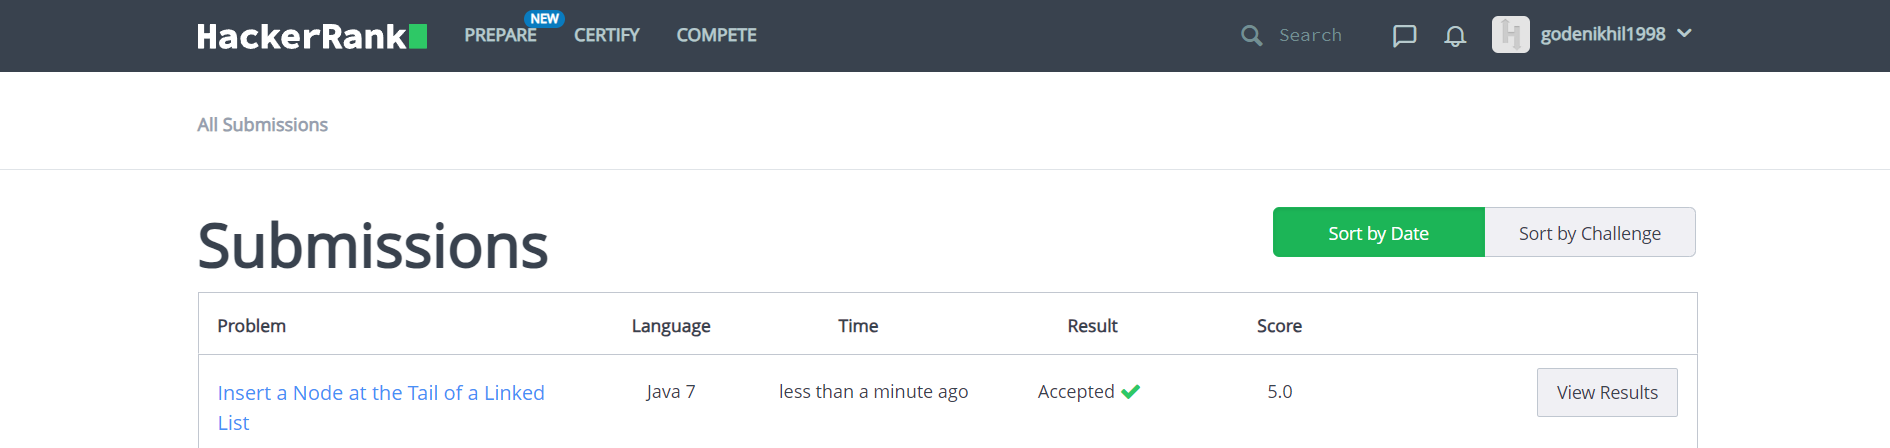 HackerRank PREPARE NEW CERTIFY COMPETE Search godenikhil1998
All Submissions
Submissions
Sort by Date Sort by Challenge
Problem Language Time Result Score
Insert a Node at the Tail of a Linked Java 7 less than a minute ago Accepted 5.0 View Results
List